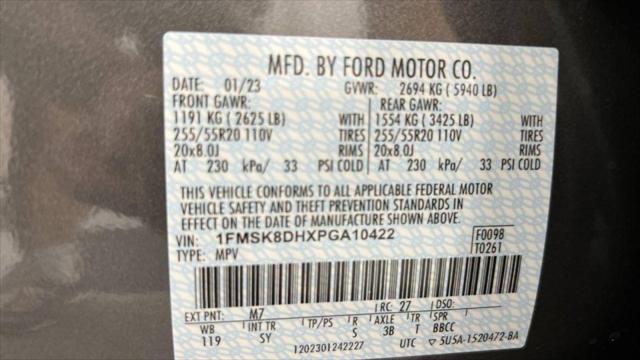 MFD. BY FORD MOTOR CO.
DATE: 01/23 GVWR: 2694 KG ( 5940 LB)
FRONT GAWR: REAR GAWR:
1191 KG ( 2625 LB) WITH 1554 KG ( 3425 LB) WITH
255/55R20 110V TIRES 255/55R20 110V TIRES
20x8.0J RIMS 20x8.0J RIMS
AT 230 kPa/ 33 PSI COLD AT 230 kPa/ 33 PSI COLD
THIS VEHICLE CONFORMS TO ALL APPLICABLE FEDERAL MOTOR
VEHICLE SAFETY AND THEFT PREVENTION STANDARDS IN
EFFECT ON THE DATE OF MANUFACTURE SHOWN ABOVE.
VIN: 1FMSK8DHXPGA10422 F0098
TYPE: MPV T0261
EXT PNT: M7 RC: 27 DSO:
WB INT TR TP/PS R AXLE TR SPR
119 SY S 3B T BBCC
1202301242227 UTC 5U5A-1520472-BA